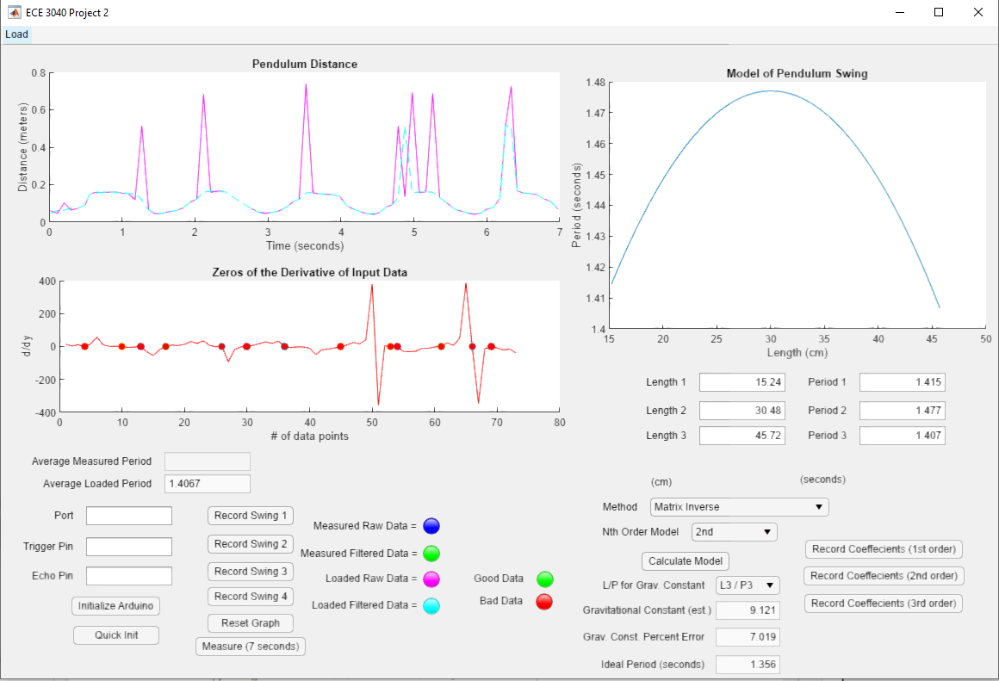 ECE 3040 Project 2
Load
Pendulum Distance
Distance (meters)
0.8
0.6
0.4
0.2
0
0 1 2 3 4 5 6 7
Time (seconds)
Zeros of the Derivative of Input Data
d/dy
400
200
0
-200
-400
0 10 20 30 40 50 60 70 80
# of data points
Model of Pendulum Swing
Period (seconds)
1.48
1.47
1.46
1.45
1.44
1.43
1.42
1.41
1.4
15 20 25 30 35 40 45 50
Length (cm)
Length 1 15.24 Period 1 1.415
Length 2 30.48 Period 2 1.477
Length 3 45.72 Period 3 1.407
(cm) (seconds)
Average Measured Period
Average Loaded Period 1.4067
Port
Trigger Pin
Echo Pin
Initialize Arduino
Quick Init
Record Swing 1
Record Swing 2
Record Swing 3
Record Swing 4
Reset Graph
Measure (7 seconds)
Measured Raw Data =
Measured Filtered Data =
Loaded Raw Data =
Loaded Filtered Data =
Good Data
Bad Data
Method Matrix Inverse
Nth Order Model 2nd
Calculate Model
L/P for Grav. Constant L3 / P3
Gravitational Constant (est.) 9.121
Grav. Const. Percent Error 7.019
Ideal Period (seconds) 1.356
Record Coeffecients (1st order)
Record Coeffecients (2nd order)
Record Coeffecients (3rd order)